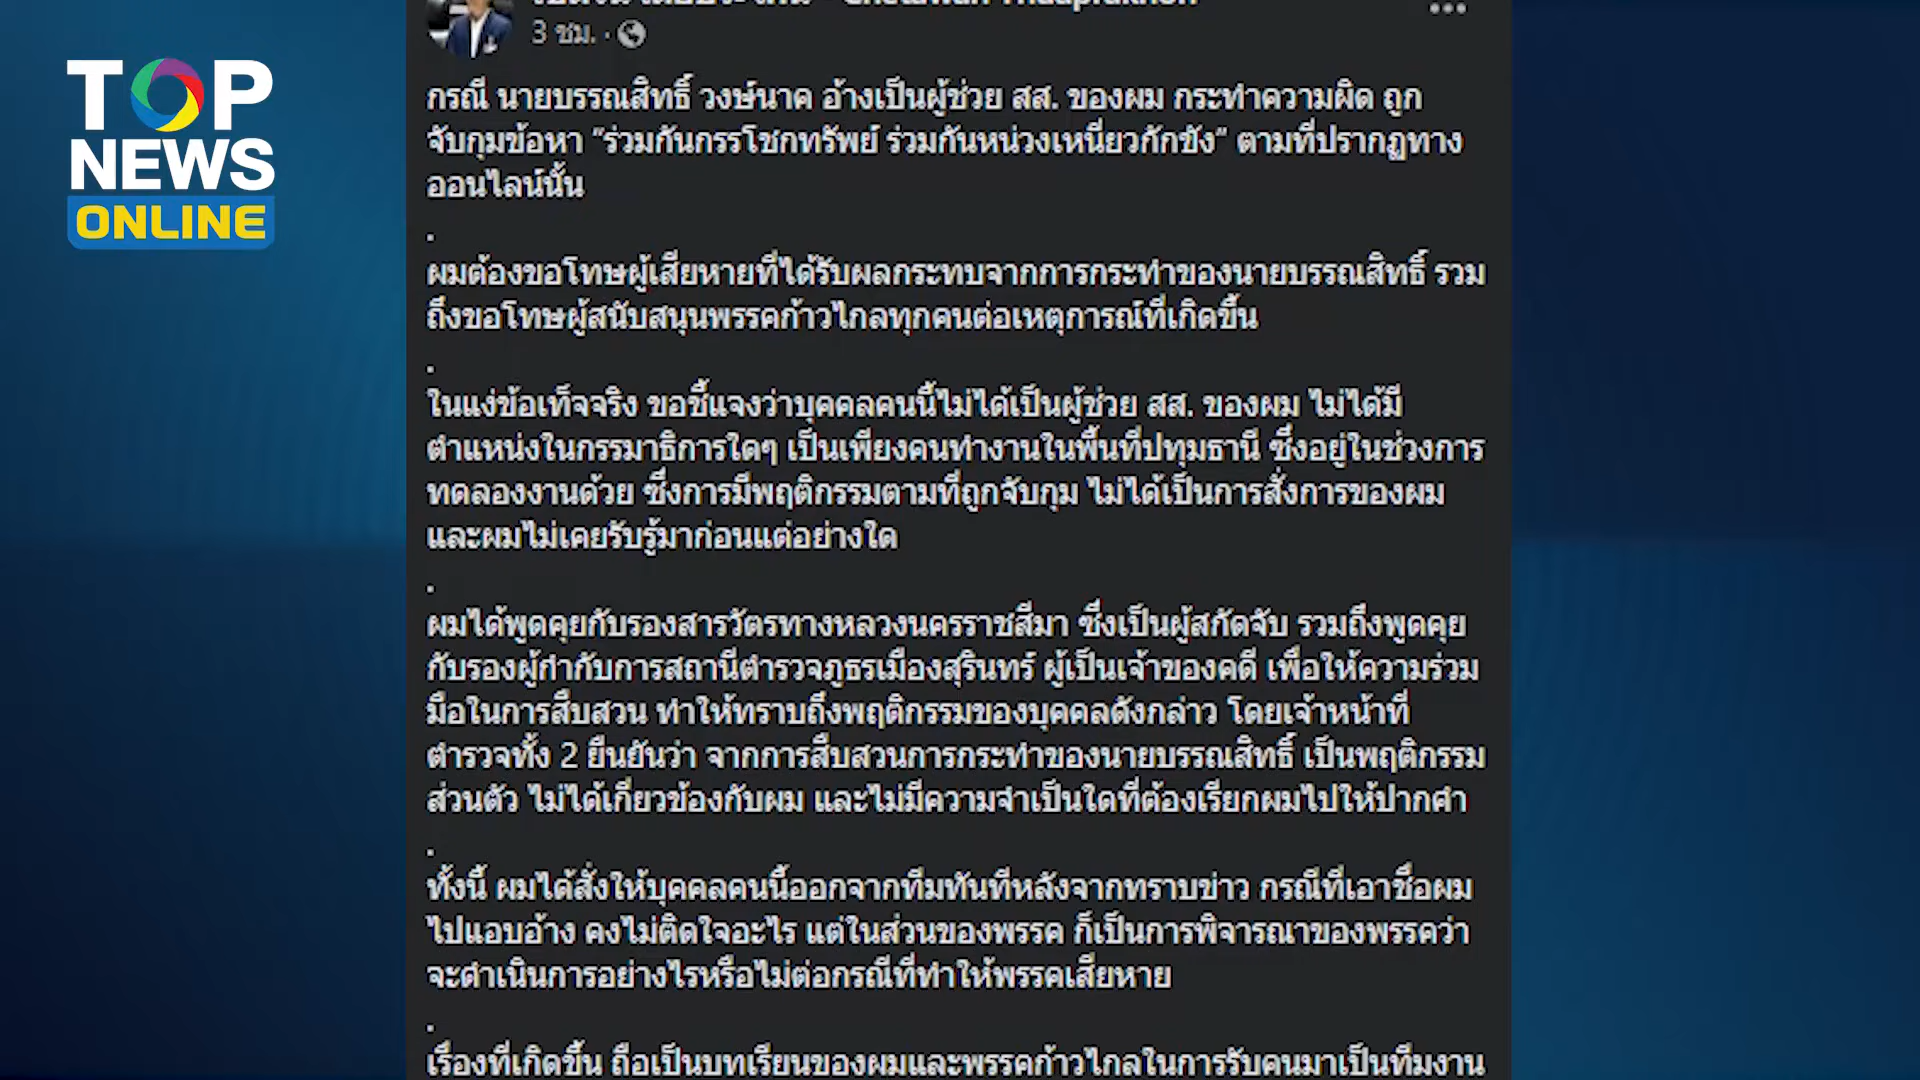 TOP
NEWS
ONLINE
3 ชม.
กรณี นายบรรณสิทธิ์ วงษ์นาค อ้างเป็นผู้ช่วย สส. ของผม กระทำความผิด ถูก
จับกุมข้อหา “ร่วมกันกรรโชกทรัพย์ ร่วมกันหน่วงเหนี่ยวกักขัง” ตามที่ปรากฏทาง
ออนไลน์นั้น
.
ผมต้องขอโทษผู้เสียหายที่ได้รับผลกระทบจากการกระทำของนายบรรณสิทธิ์ รวม
ถึงขอโทษผู้สนับสนุนพรรคก้าวไกลทุกคนต่อเหตุการณ์ที่เกิดขึ้น
.
ในแง่ข้อเท็จจริง ขอชี้แจงว่าบุคคลคนนี้ไม่ได้เป็นผู้ช่วย สส. ของผม ไม่ได้มี
ตำแหน่งในกรรมาธิการใดๆ เป็นเพียงคนทำงานในพื้นที่ปทุมธานี ซึ่งอยู่ในช่วงการ
ทดลองงานด้วย ซึ่งการมีพฤติกรรมตามที่ถูกจับกุม ไม่ได้เป็นการสั่งการของผม
และผมไม่เคยรับรู้มาก่อนแต่อย่างใด
.
ผมได้พูดคุยกับรองสารวัตรทางหลวงนครราชสีมา ซึ่งเป็นผู้สกัดจับ รวมถึงพูดคุย
กับรองผู้กำกับการสถานีตำรวจภูธรเมืองสุรินทร์ ผู้เป็นเจ้าของคดี เพื่อให้ความร่วม
มือในการสืบสวน ทำให้ทราบถึงพฤติกรรมของบุคคลดังกล่าว โดยเจ้าหน้าที่
ตำรวจทั้ง 2 ยืนยันว่า จากการสืบสวนการกระทำของนายบรรณสิทธิ์ เป็นพฤติกรรม
ส่วนตัว ไม่ได้เกี่ยวข้องกับผม และไม่มีความจำเป็นใดที่ต้องเรียกผมไปให้ปากคำ
.
ทั้งนี้ ผมได้สั่งให้บุคคลคนนี้ออกจากทีมทันทีหลังจากทราบข่าว กรณีที่เอาชื่อผม
ไปแอบอ้าง คงไม่ติดใจอะไร แต่ในส่วนของพรรค ก็เป็นการพิจารณาของพรรคว่า
จะดำเนินการอย่างไรหรือไม่ต่อกรณีที่ทำให้พรรคเสียหาย
.
เรื่องที่เกิดขึ้น ถือเป็นบทเรียนของผมและพรรคก้าวไกลในการรับคนมาเป็นทีมงาน